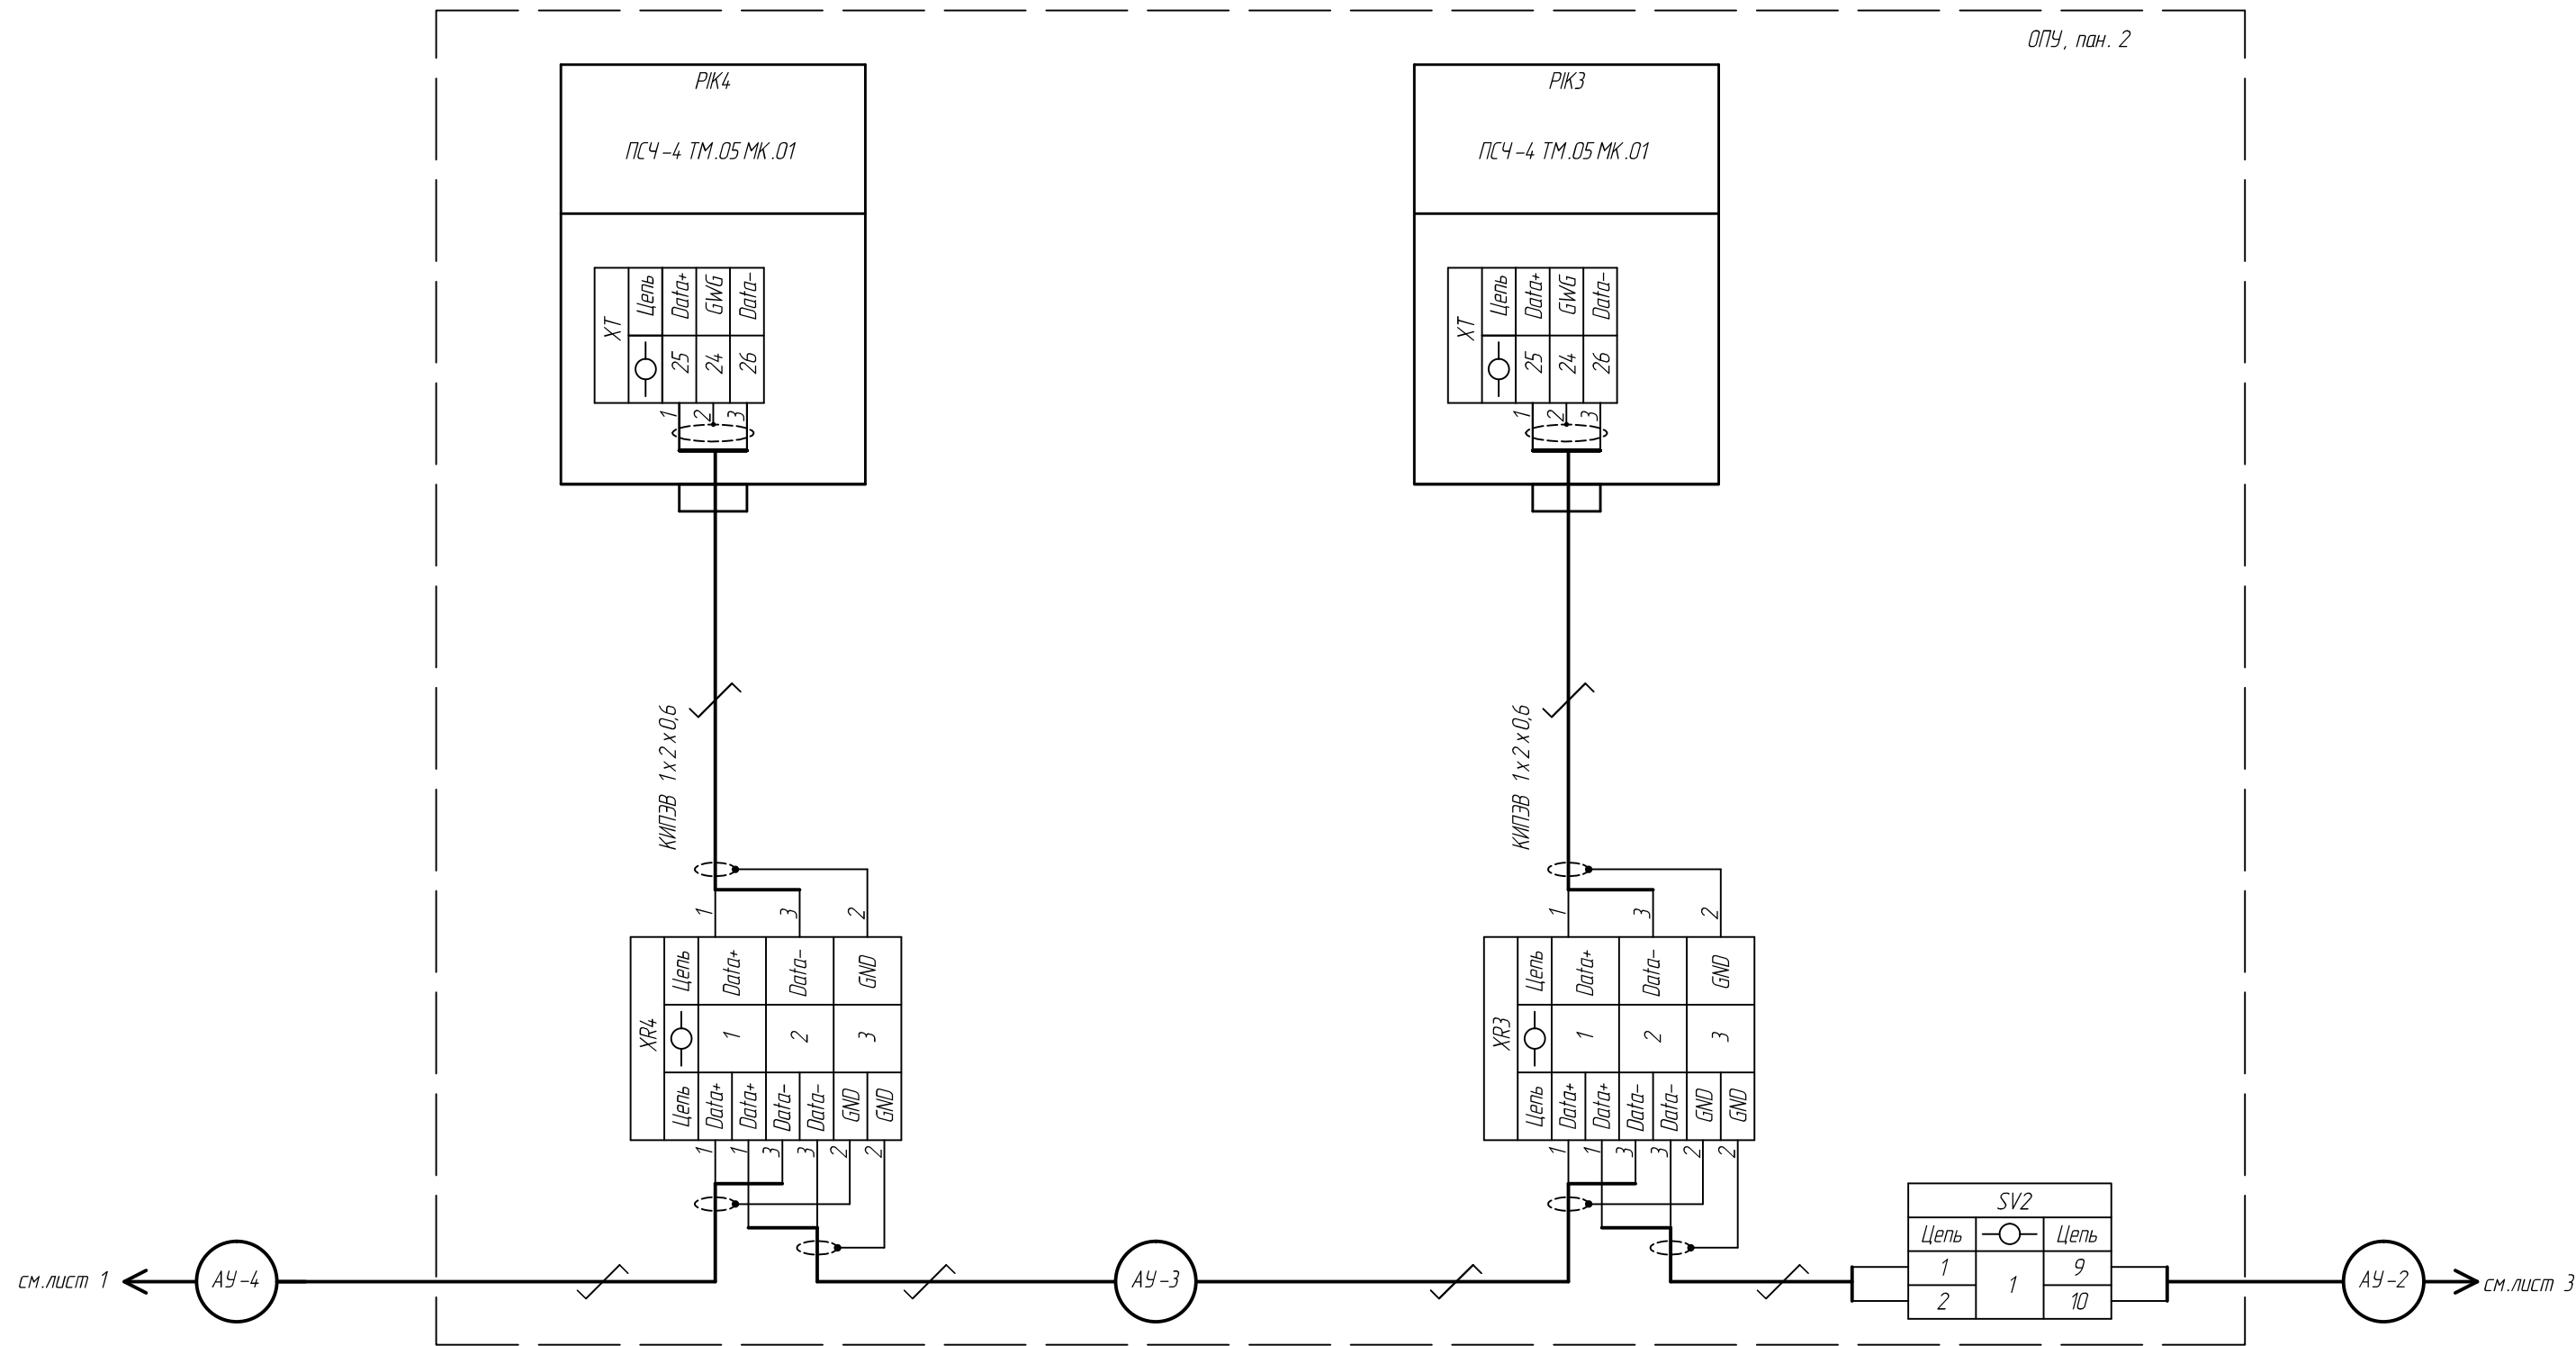 ОПУ, пан. 2
PIK4
ПСЧ-4 ТМ.05 МК.01
XT
Цепь
Data+
GWG
Data-
25
24
26
1
2
3
КИПЭВ 1x2x0,6
1
3
2
XR4
Цепь
Data+
Data-
GND
1
2
3
Цепь
Data+
Data+
Data-
Data-
GND
GND
1
1
3
3
2
2
PIK3
ПСЧ-4 ТМ.05 МК.01
XT
Цепь
Data+
GWG
Data-
25
24
26
1
2
3
КИПЭВ 1x2x0,6
1
3
2
XR3
Цепь
Data+
Data-
GND
1
2
3
Цепь
Data+
Data+
Data-
Data-
GND
GND
1
1
3
3
2
2
SV2
Цепь
Цепь
1
1
9
2
10
см.лист 1
АУ-4
АУ-3
АУ-2
см.лист 3